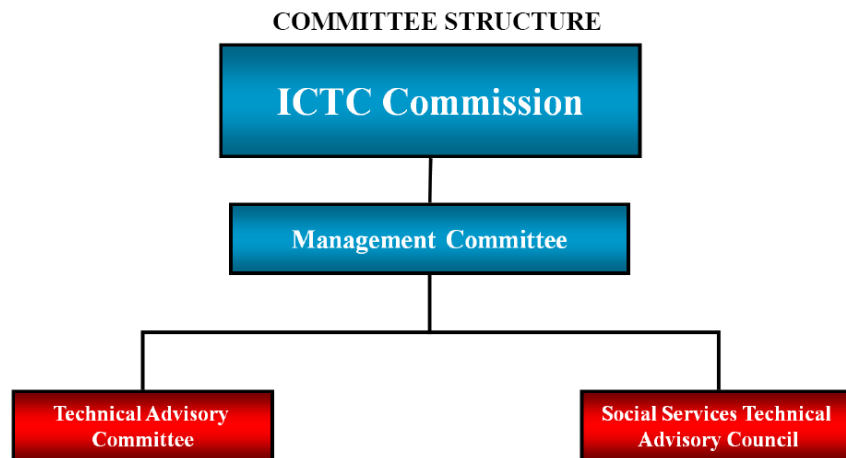 COMMITTEE STRUCTURE
ICTC Commission
Management Committee
Technical Advisory
Committee
Social Services Technical
Advisory Council